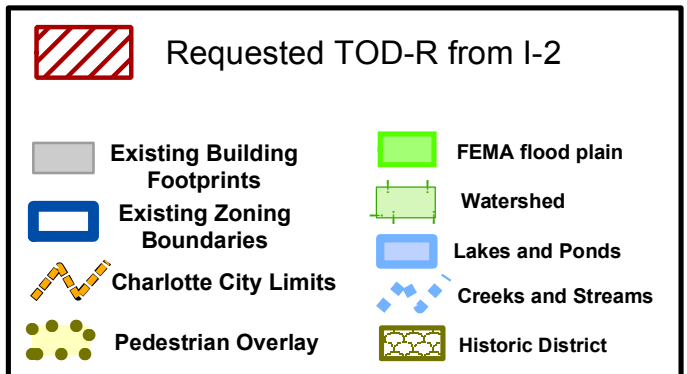 Requested TOD-R from I-2
Existing Building
Footprints
Existing Zoning
Boundaries
Charlotte City Limits
Pedestrian Overlay
FEMA flood plain
Watershed
Lakes and Ponds
Creeks and Streams
Historic District